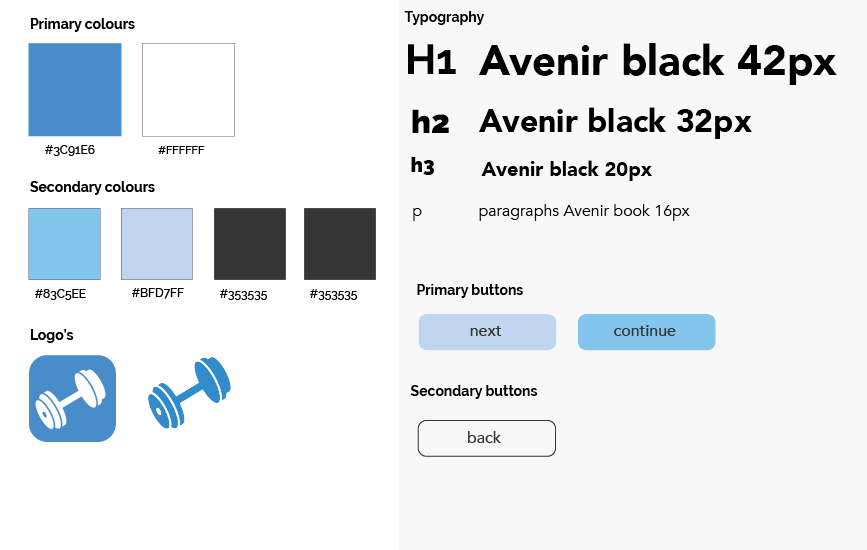 Primary colours
#3C91E6
#FFFFFF
Secondary colours
#83C5EE
#BFD7FF
#353535
#353535
Logo's
Typography
H1 Avenir black 42px
h2 Avenir black 32px
h3 Avenir black 20px
p paragraphs Avenir book 16px
Primary buttons
next
continue
Secondary buttons
back